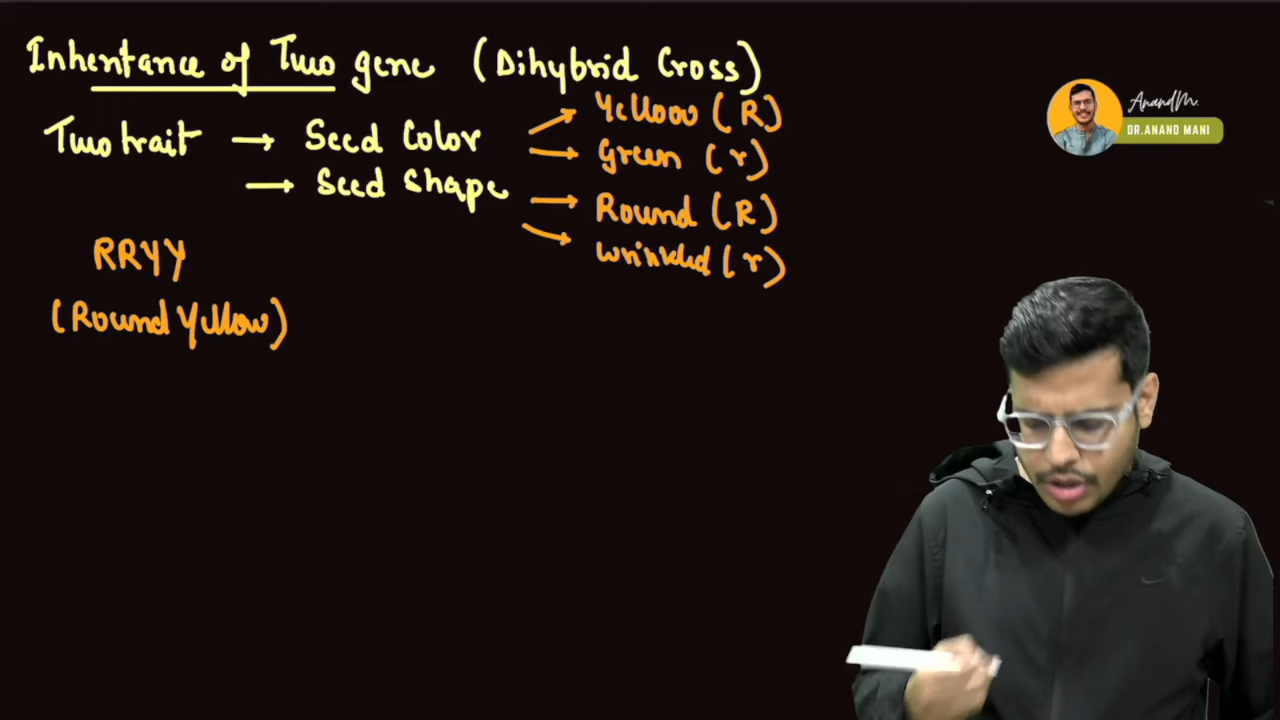 Inheritance of Two gene (Dihybrid Cross)
Two trait → Seed Color
→ Seed Shape
Yellow (R)
Green (r)
Round (R)
Wrinkled (r)
RRYY
(Round Yellow)
AnandM.
DR.ANAND MANI